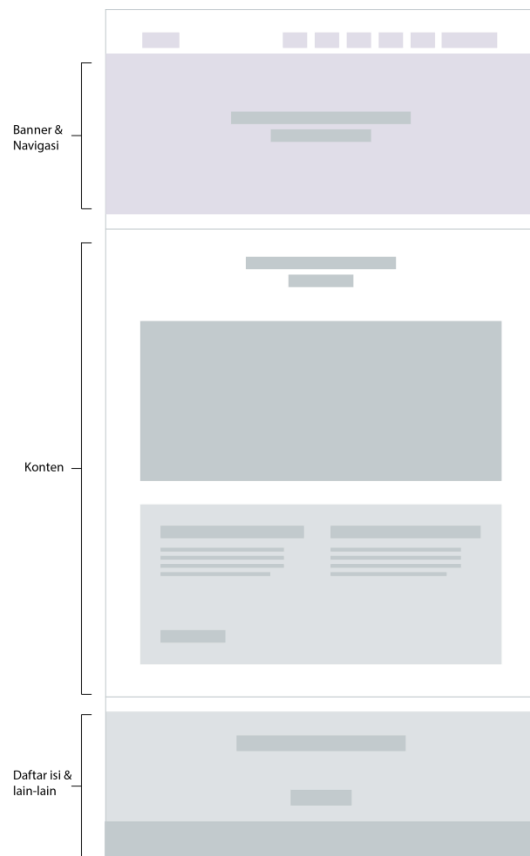 Banner &
Navigasi
Konten
Daftar isi &
lain-lain